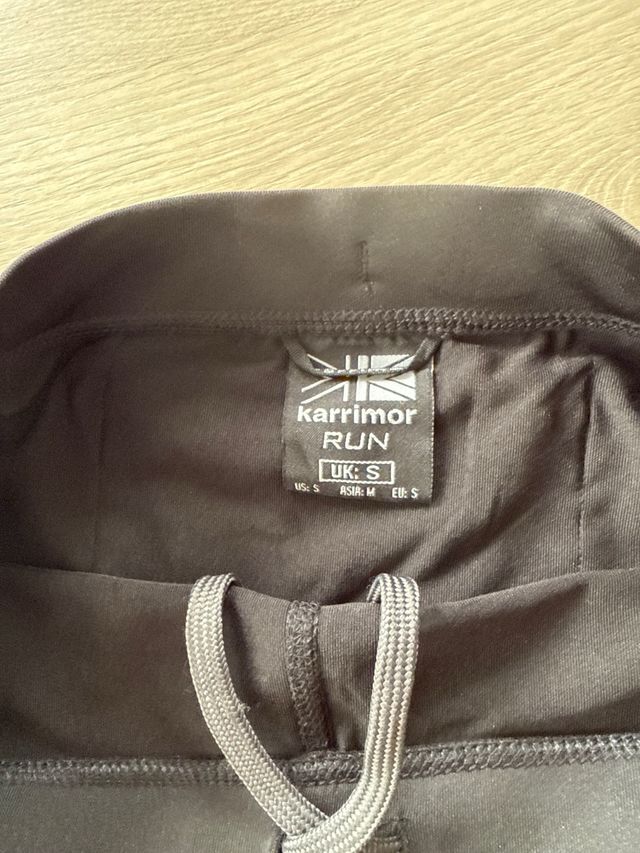 karrimor
RUN
UK: S
US: S ASIA: M EU: S